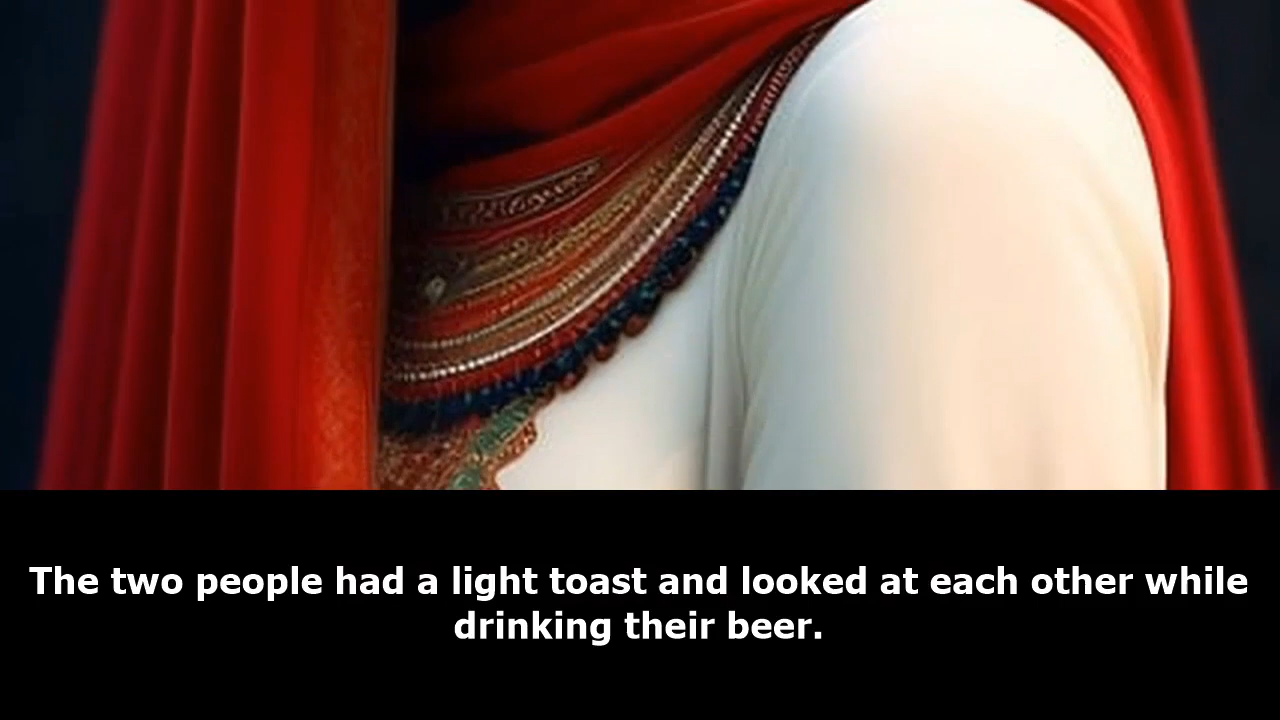 The two people had a light toast and looked at each other while
drinking their beer.